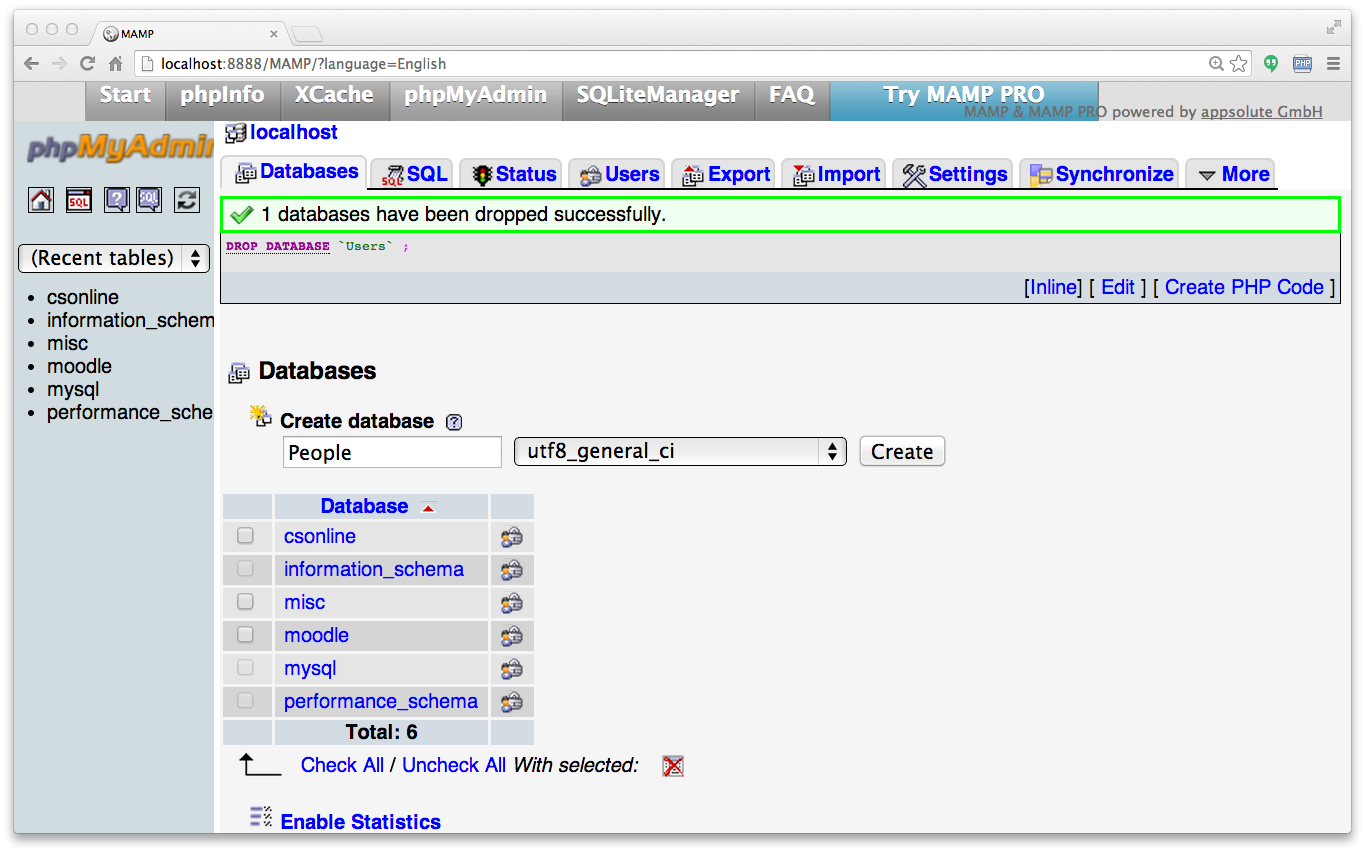 MAMP
localhost:8888/MAMP/?language=English
PHP
Start phpInfo XCache phpMyAdmin SQLiteManager FAQ Try MAMP PRO
MAMP & MAMP PRO powered by appsolute GmbH
phpMyAdmin
localhost
Databases SQL Status Users Export Import Settings Synchronize More
SQL ? SQL
(Recent tables)
csonline
information_schem
misc
moodle
mysql
performance_sche
1 databases have been dropped successfully.
DROP DATABASE `Users` ;
[Inline] [ Edit ] [ Create PHP Code ]
Databases
Create database ?
People utf8_general_ci Create
Database
csonline
information_schema
misc
moodle
mysql
performance_schema
Total: 6
Check All / Uncheck All With selected:
Enable Statistics